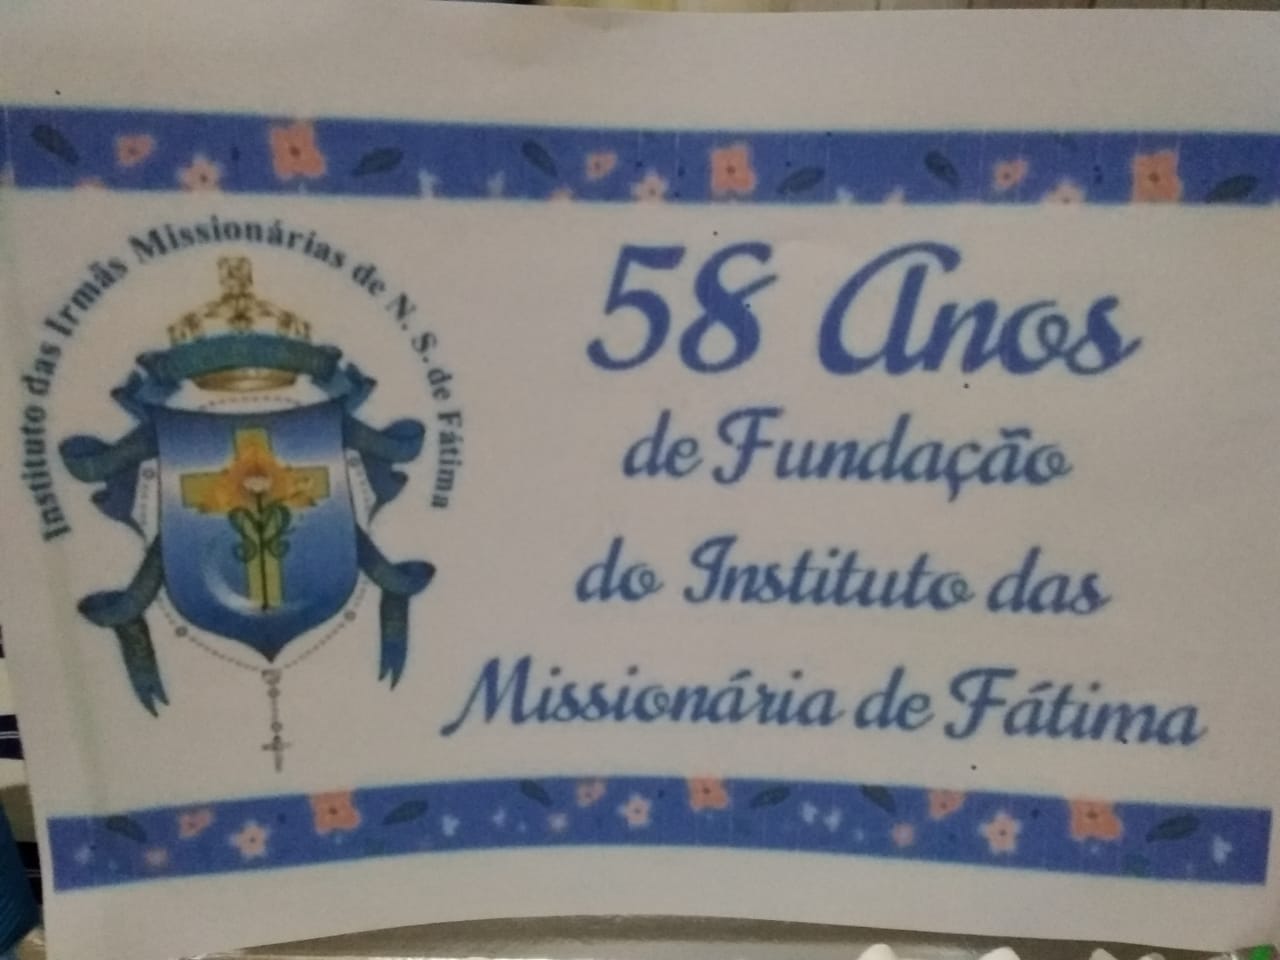 Instituto das Irmãs Missionárias de N. S. de Fátima
58 Anos
de Fundação
do Instituto das
Missionária de Fátima